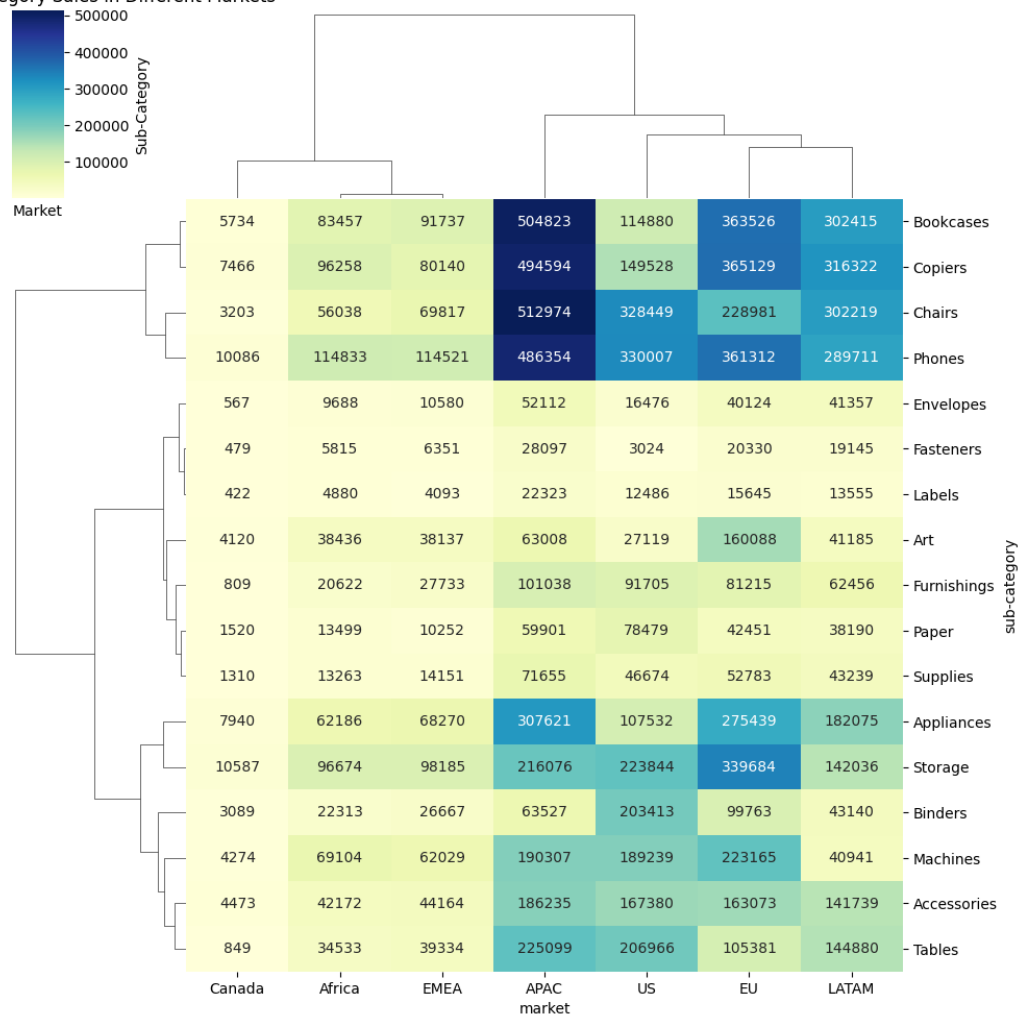 Sales in Different Markets
500000
400000
300000
200000
100000
Sub-Category
Market
5734 83457 91737 504823 114880 363526 302415 Bookcases
7466 96258 80140 494594 149528 365129 316322 Copiers
3203 56038 69817 512974 328449 228981 302219 Chairs
10086 114833 114521 486354 330007 361312 289711 Phones
567 9688 10580 52112 16476 40124 41357 Envelopes
479 5815 6351 28097 3024 20330 19145 Fasteners
422 4880 4093 22323 12486 15645 13555 Labels
4120 38436 38137 63008 27119 160088 41185 Art
809 20622 27733 101038 91705 81215 62456 Furnishings
1520 13499 10252 59901 78479 42451 38190 Paper
1310 13263 14151 71655 46674 52783 43239 Supplies
7940 62186 68270 307621 107532 275439 182075 Appliances
10587 96674 98185 216076 223844 339684 142036 Storage
3089 22313 26667 63527 203413 99763 43140 Binders
4274 69104 62029 190307 189239 223165 40941 Machines
4473 42172 44164 186235 167380 163073 141739 Accessories
849 34533 39334 225099 206966 105381 144880 Tables
sub-category
Canada Africa EMEA APAC US EU LATAM
market